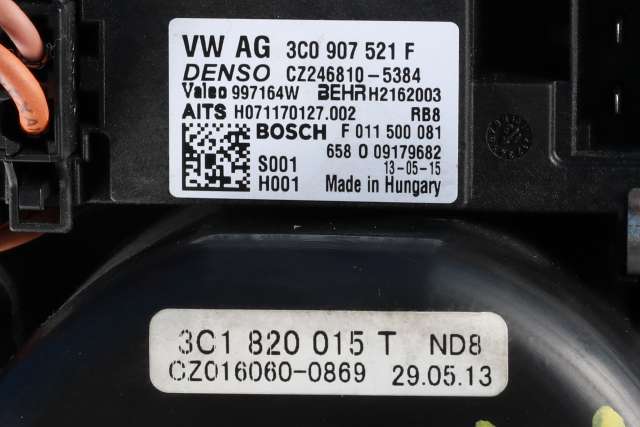 VW AG 3C0 907 521 F
DENSO CZ246810-5384
Valeo 997164W BEHR H2162003
AITS H071170127.002 RB8
BOSCH F 011 500 081
658 0 09179682
S001 13-05-15
H001 Made in Hungary
3C1 820 015 T ND8
CZ016060-0869 29.05.13